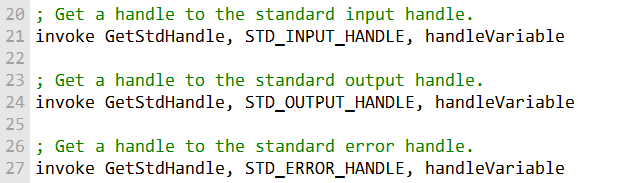 20 ; Get a handle to the standard input handle.
21 invoke GetStdHandle, STD_INPUT_HANDLE, handleVariable
22
23 ; Get a handle to the standard output handle.
24 invoke GetStdHandle, STD_OUTPUT_HANDLE, handleVariable
25
26 ; Get a handle to the standard error handle.
27 invoke GetStdHandle, STD_ERROR_HANDLE, handleVariable